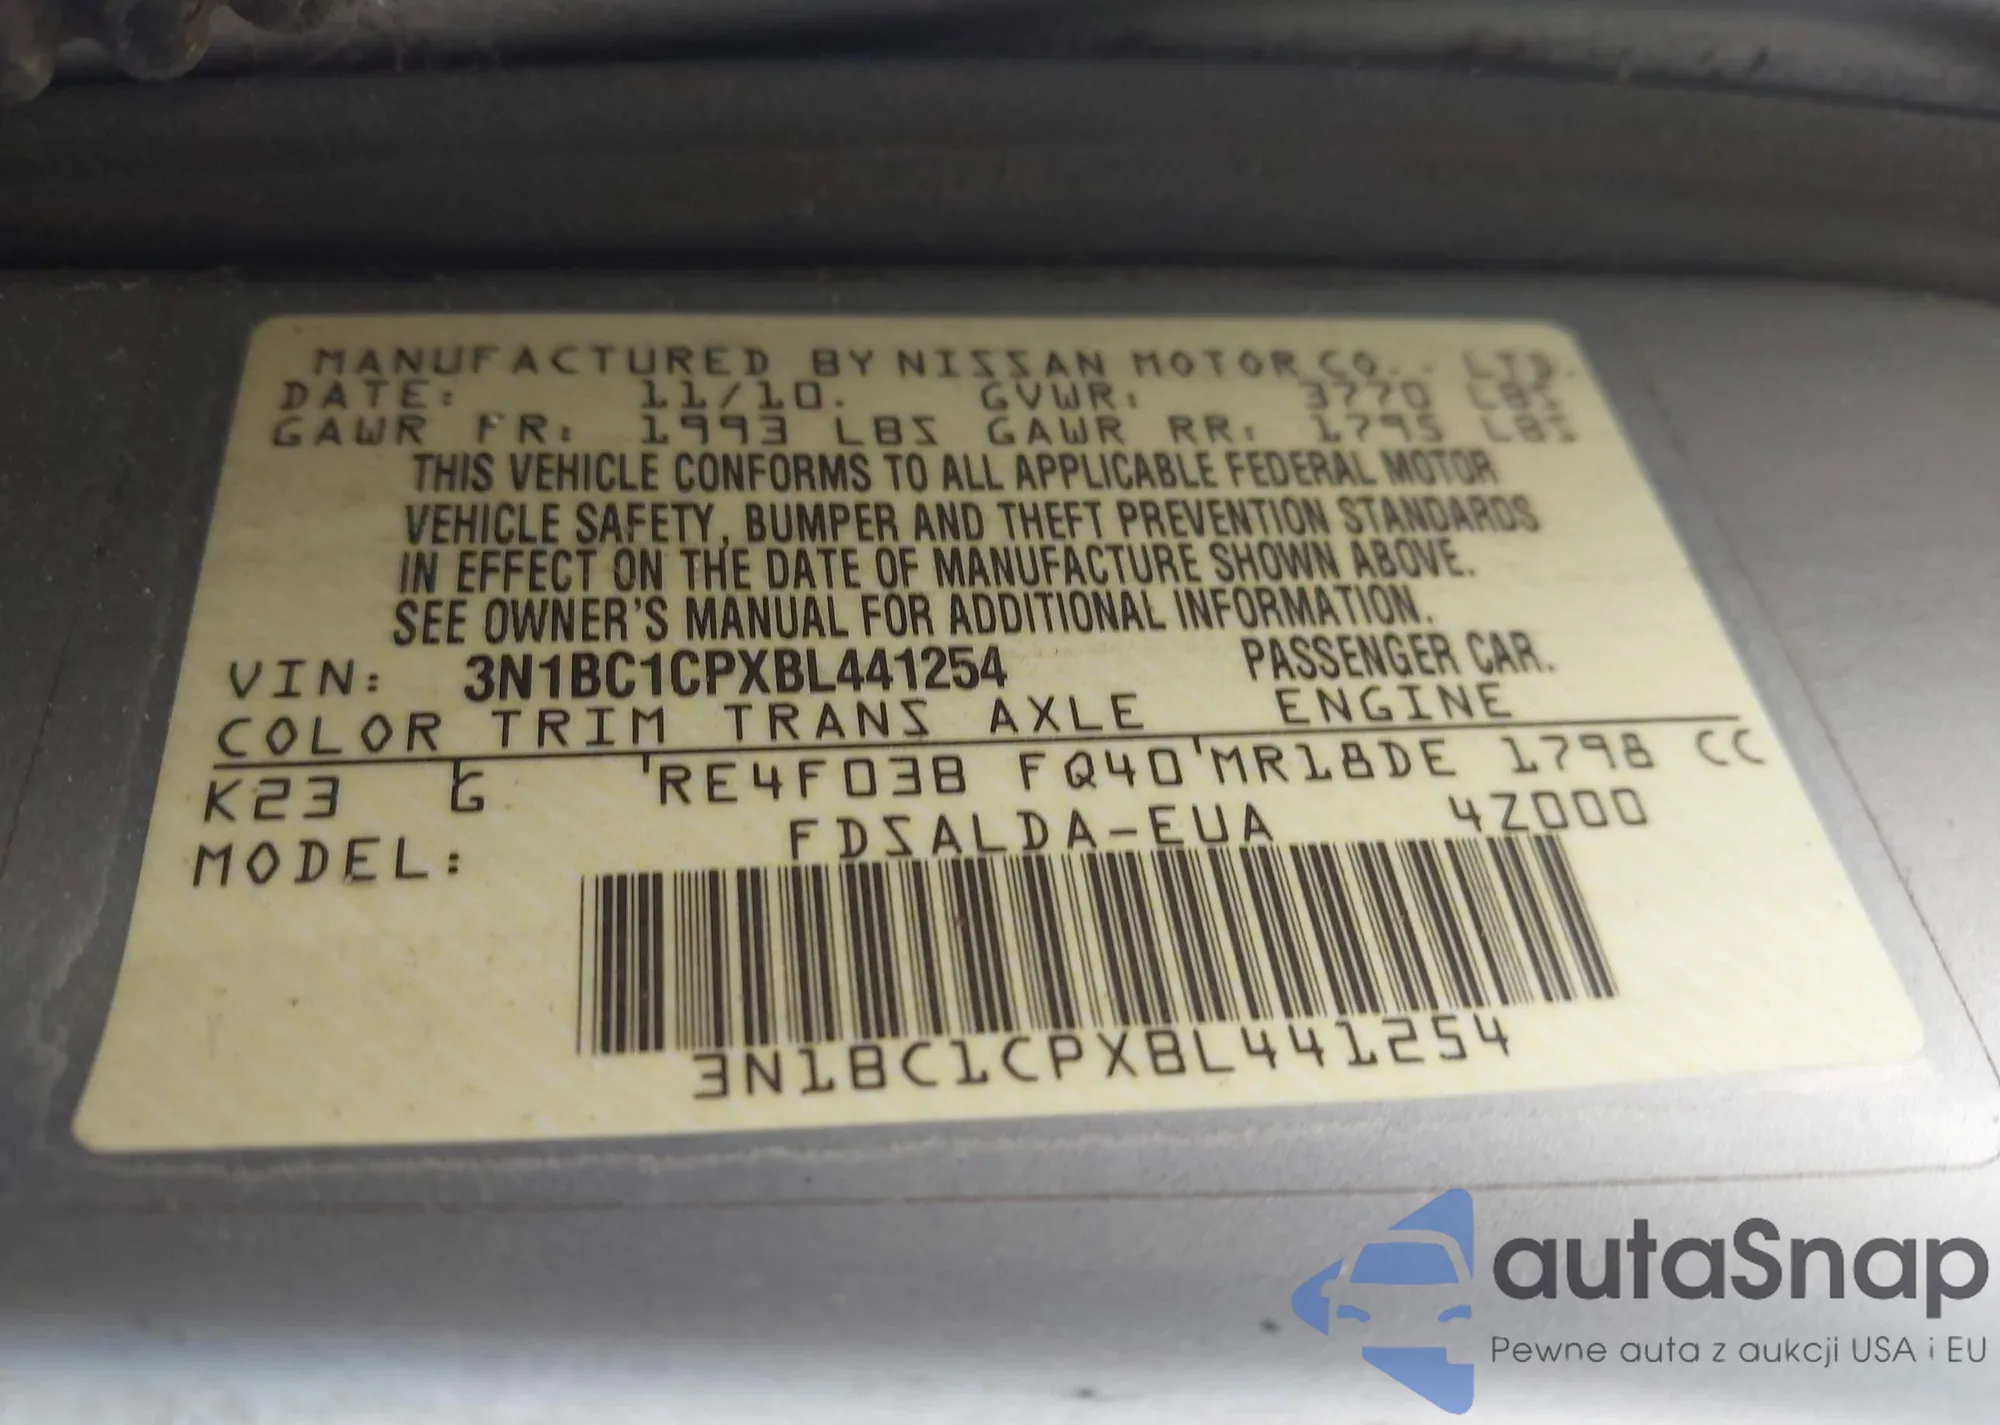 MANUFACTURED BY NISSAN MOTOR CO., LTD.
DATE: 11/10. GVWR: 3770 LBS
GAWR FR: 1993 LBS GAWR RR: 1795 LBS
THIS VEHICLE CONFORMS TO ALL APPLICABLE FEDERAL MOTOR
VEHICLE SAFETY, BUMPER AND THEFT PREVENTION STANDARDS
IN EFFECT ON THE DATE OF MANUFACTURE SHOWN ABOVE.
SEE OWNER'S MANUAL FOR ADDITIONAL INFORMATION.
VIN: 3N1BC1CPXBL441254 PASSENGER CAR.
COLOR TRIM TRANS AXLE ENGINE
K23 G RE4F03B FQ40 MR18DE 1798 CC
MODEL: FDSALDA-EUA 4Z000
3N1BC1CPXBL441254
autaSnap
Pewne auta z aukcji USA i EU